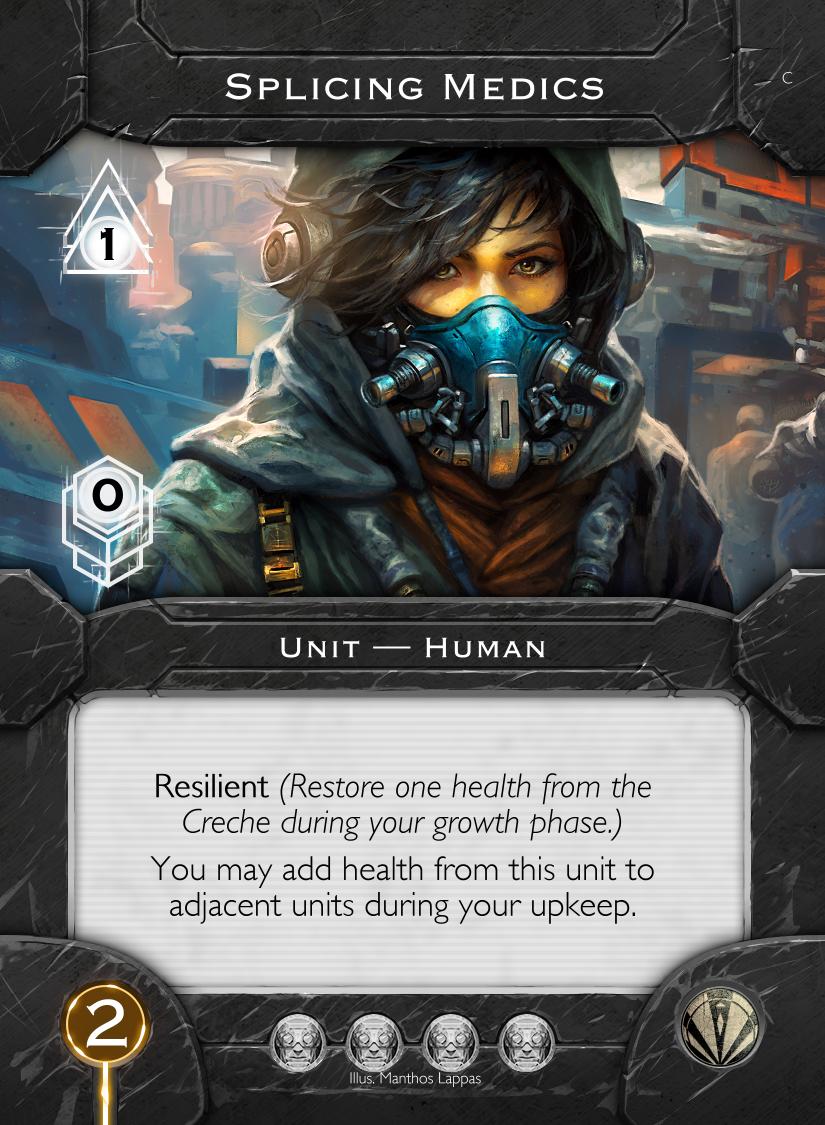 Splicing Medics
C
1
0
Unit — Human
Resilient (Restore one health from the
Creche during your growth phase.)
You may add health from this unit to
adjacent units during your upkeep.
2
Illus. Manthos Lappas